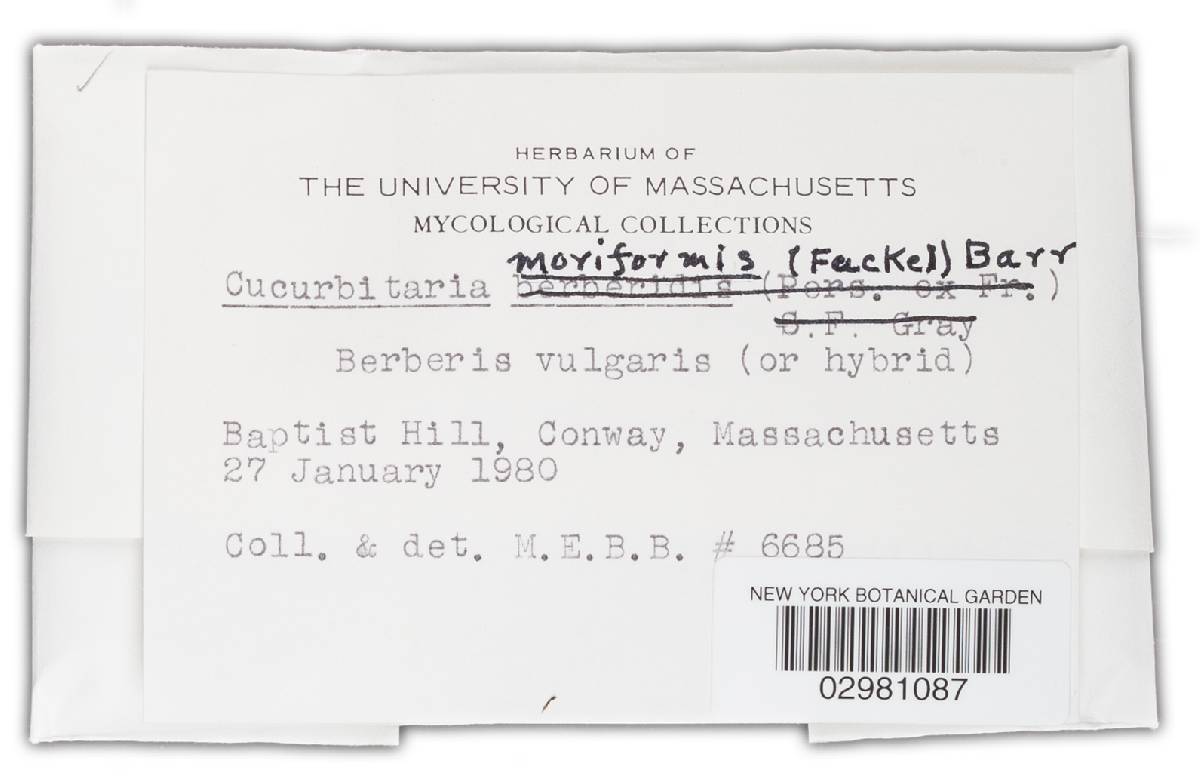 HERBARIUM OF
THE UNIVERSITY OF MASSACHUSETTS
MYCOLOGICAL COLLECTIONS
moriformis (Fuckel) Barr
Cucurbitaria berberidis (Pers. ex Fr.)
S.F. Gray
Berberis vulgaris (or hybrid)
Baptist Hill, Conway, Massachusetts
27 January 1980
Coll. & det. M.E.B.B. # 6685
NEW YORK BOTANICAL GARDEN
02981087